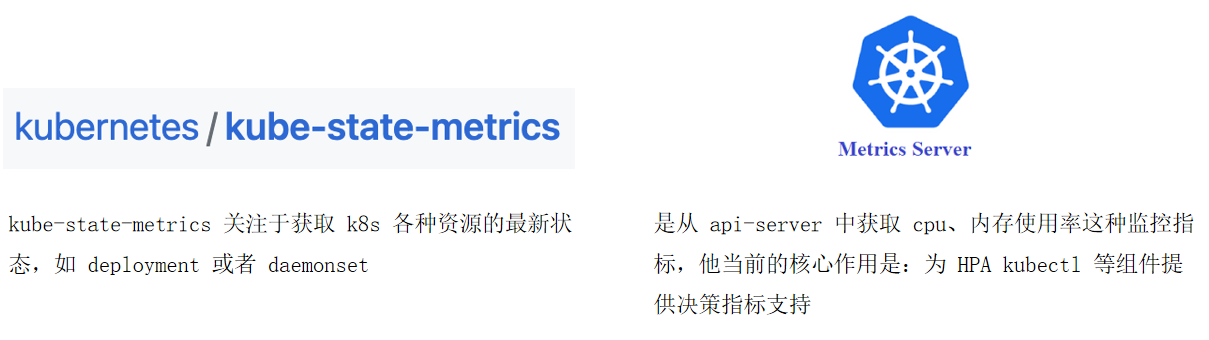 kubernetes / kube-state-metrics
kube-state-metrics 关注于获取 k8s 各种资源的最新状
态，如 deployment 或者 daemonset
Metrics Server
是从 api-server 中获取 cpu、内存使用率这种监控指
标，他当前的核心作用是：为 HPA kubectl 等组件提
供决策指标支持